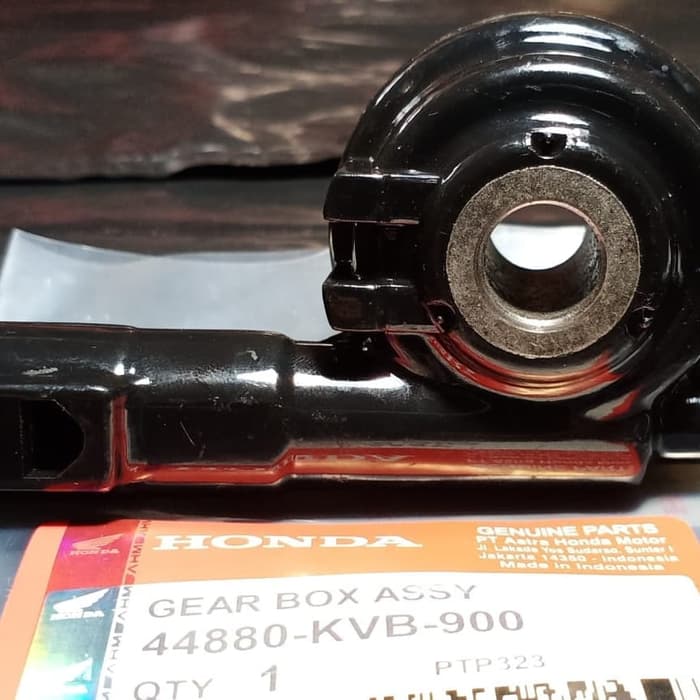 HONDA
HONDA
GENUINE PARTS
PT Astra Honda Motor
Jl. Laksda Yos Sudarso, Sunter I
Jakarta 14350 - Indonesia
Made in Indonesia
HONDA
GEAR BOX ASSY
44880-KVB-900
QTY 1
PTP323